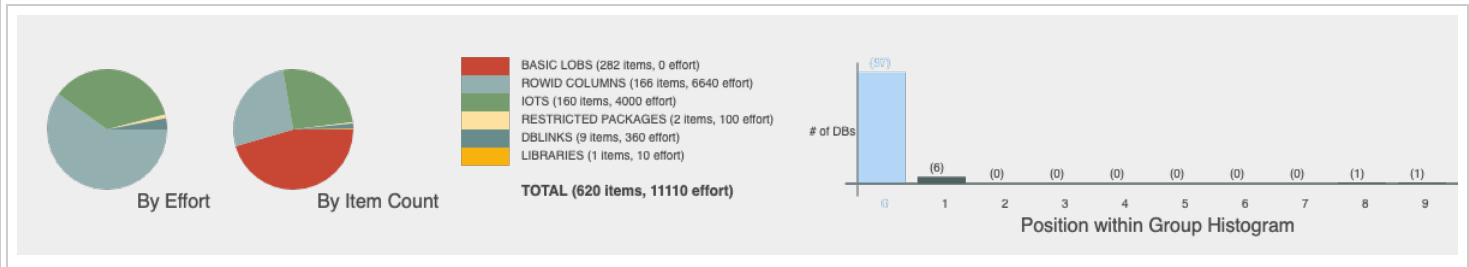 By Effort
By Item Count
BASIC LOBS (282 items, 0 effort)
ROWID COLUMNS (166 items, 6640 effort)
IOTS (160 items, 4000 effort)
RESTRICTED PACKAGES (2 items, 100 effort)
DBLINKS (9 items, 360 effort)
LIBRARIES (1 items, 10 effort)
TOTAL (620 items, 11110 effort)
# of DBs
(97)
(6)
(0)
(0)
(0)
(0)
(0)
(0)
(1)
(1)
1
2
3
4
5
6
7
8
9
Position within Group Histogram